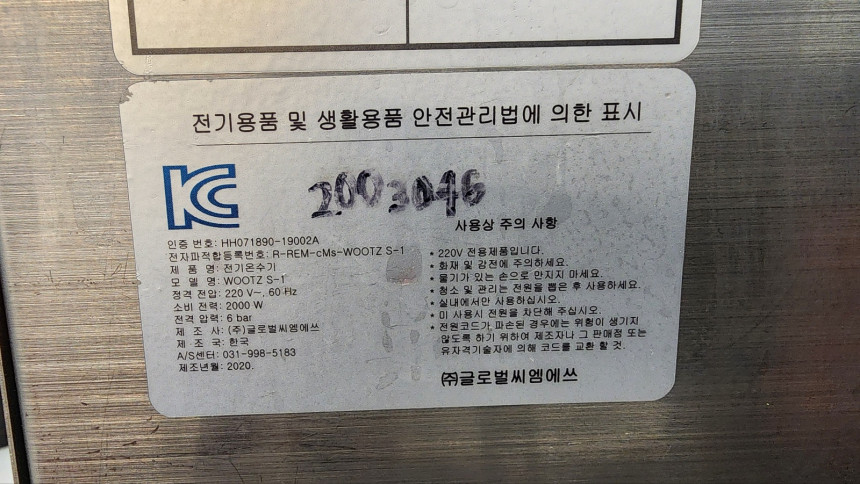 전기용품 및 생활용품 안전관리법에 의한 표시
KC
2003046
인증 번호: HH071890-19002A
전자파적합등록번호: R-REM-cMs-WOOTZ S-1
제 품 명: 전기온수기
모 델 명: WOOTZ S-1
정격 전압: 220 V~, 60 Hz
소비 전력: 2000 W
전격 압력: 6 bar
제 조 사: (주)글로벌씨엠에쓰
제 조 국: 한국
A/S센터: 031-998-5183
제조년월: 2020.
사용상 주의 사항
• 220V 전용제품입니다.
• 화재 및 감전에 주의하세요.
• 물기가 있는 손으로 만지지 마세요.
• 청소 및 관리는 전원을 뽑은 후 사용하세요.
• 실내에서만 사용하십시오.
• 미 사용시 전원을 차단해 주십시오.
• 전원코드가 파손된 경우에는 위험이 생기지
않도록 하기 위하여 제조자나 그 판매점 또는
유자격기술자에 의해 코드를 교환 할 것.
㈜글로벌씨엠에쓰